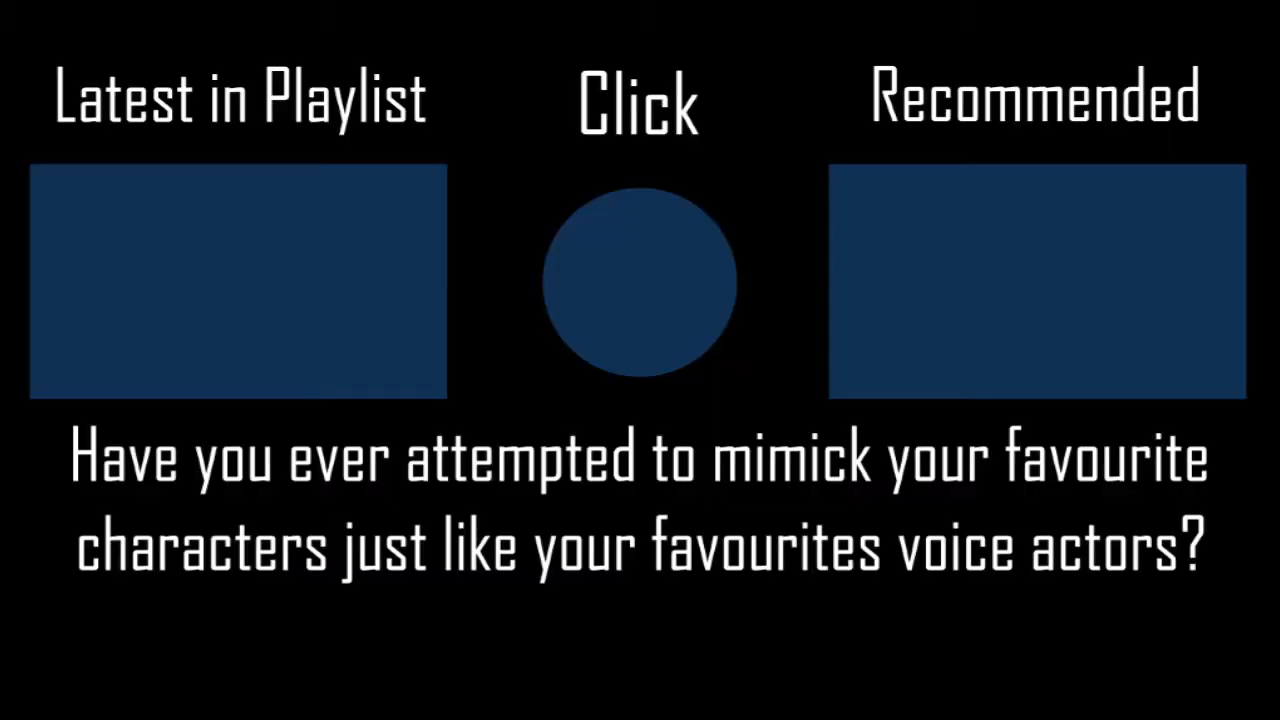 Latest in Playlist
Click
Recommended
Have you ever attempted to mimick your favourite
characters just like your favourites voice actors?